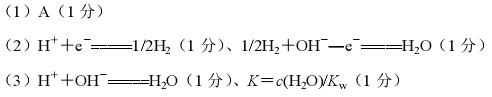 （1）A（1 分）
（2）H⁺＋e⁻═══1/2H₂（1 分）、1/2H₂＋OH⁻—e⁻═══H₂O（1 分）
（3）H⁺＋OH⁻═══H₂O（1 分）、K＝c(H₂O)/Kw（1 分）